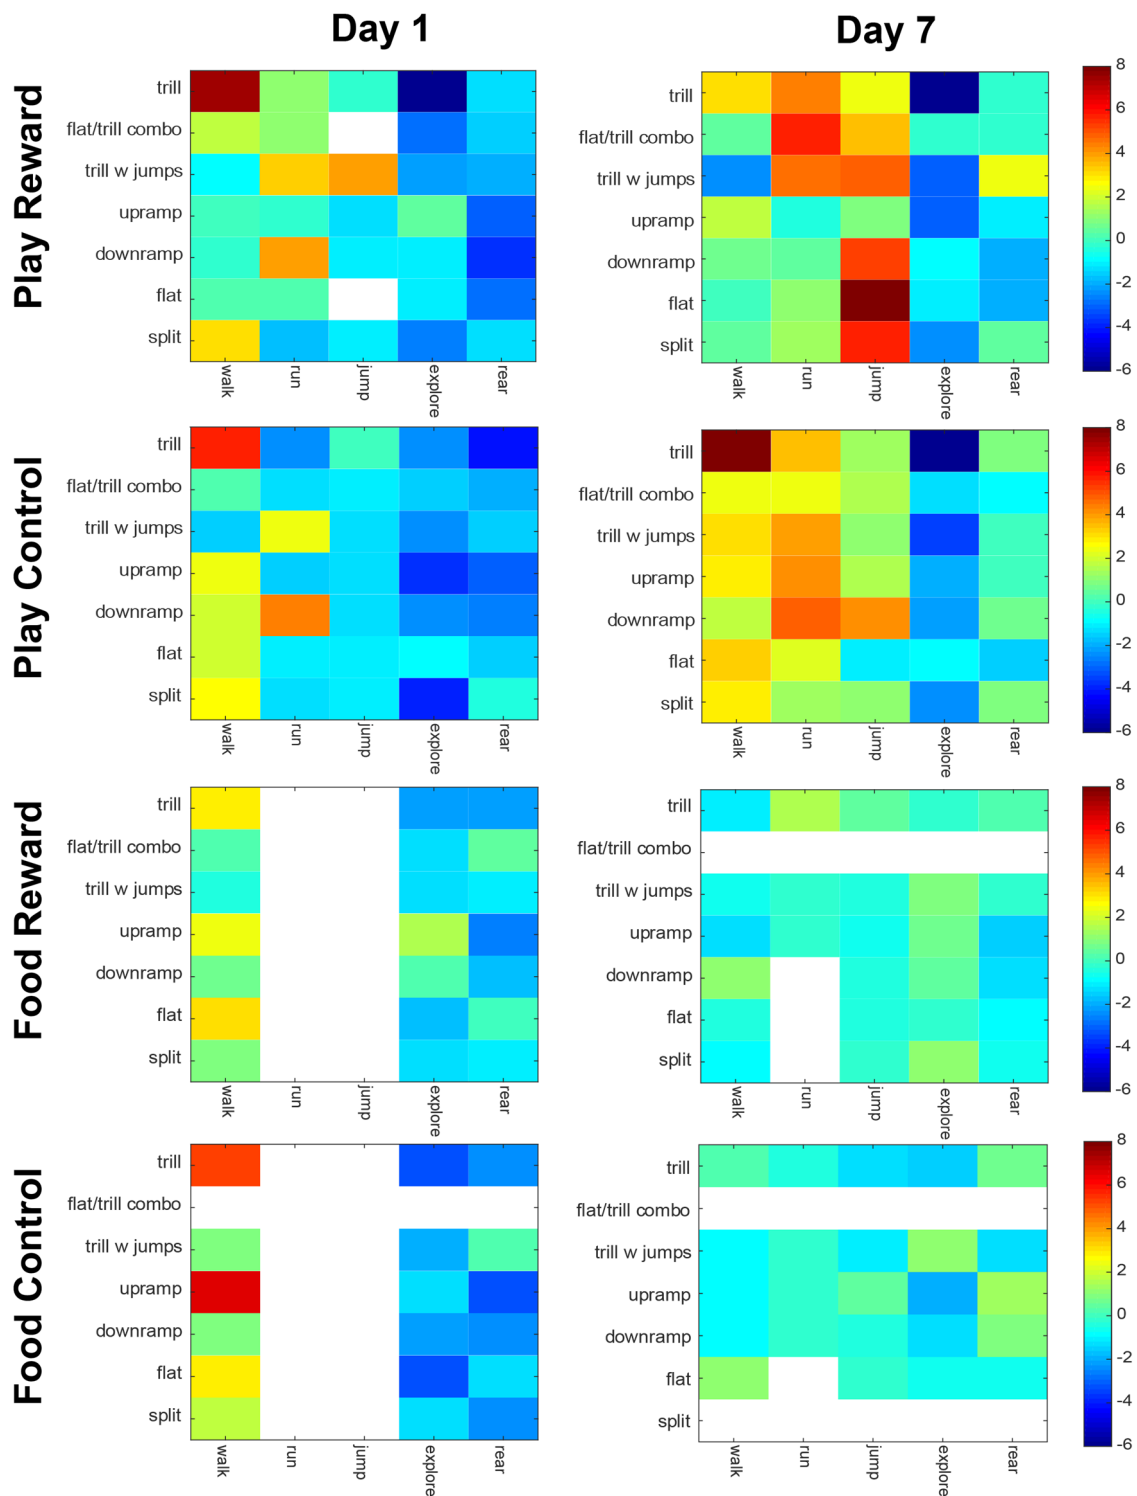 Day 1
Day 7
Play Reward
trill
flat/trill combo
trill w jumps
upramp
downramp
flat
split
walk
run
jump
explore
rear
trill
flat/trill combo
trill w jumps
upramp
downramp
flat
split
walk
run
jump
explore
rear
8
6
4
2
0
-2
-4
-6
Play Control
trill
flat/trill combo
trill w jumps
upramp
downramp
flat
split
walk
run
jump
explore
rear
trill
flat/trill combo
trill w jumps
upramp
downramp
flat
split
walk
run
jump
explore
rear
8
6
4
2
0
-2
-4
-6
Food Reward
trill
flat/trill combo
trill w jumps
upramp
downramp
flat
split
walk
run
jump
explore
rear
trill
flat/trill combo
trill w jumps
upramp
downramp
flat
split
walk
run
jump
explore
rear
8
6
4
2
0
-2
-4
-6
Food Control
trill
flat/trill combo
trill w jumps
upramp
downramp
flat
split
walk
run
jump
explore
rear
trill
flat/trill combo
trill w jumps
upramp
downramp
flat
split
walk
run
jump
explore
rear
8
6
4
2
0
-2
-4
-6